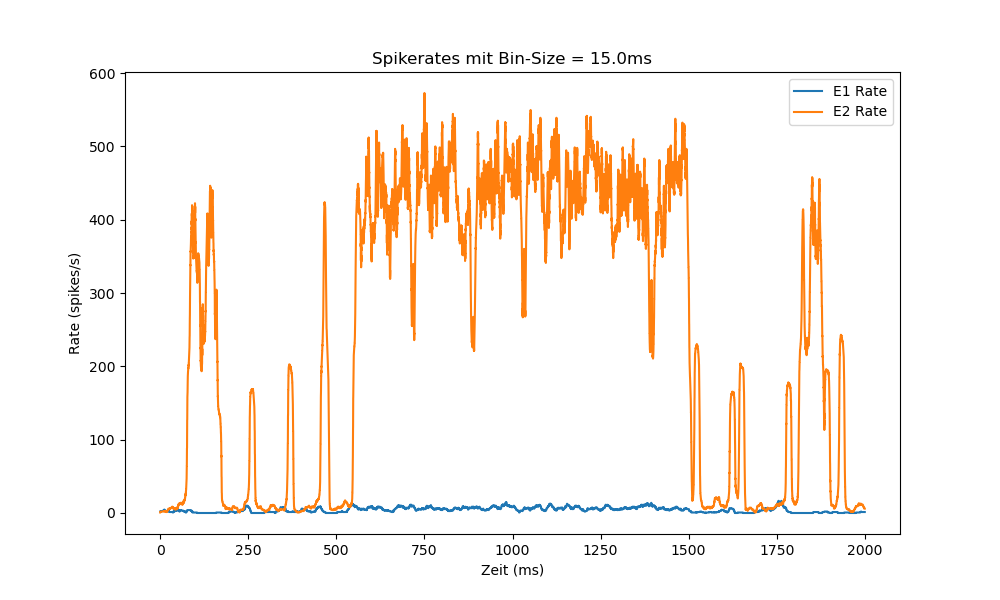 Spikerates mit Bin-Size = 15.0ms
E1 Rate
E2 Rate
Rate (spikes/s)
600
500
400
300
200
100
0
0 250 500 750 1000 1250 1500 1750 2000
Zeit (ms)